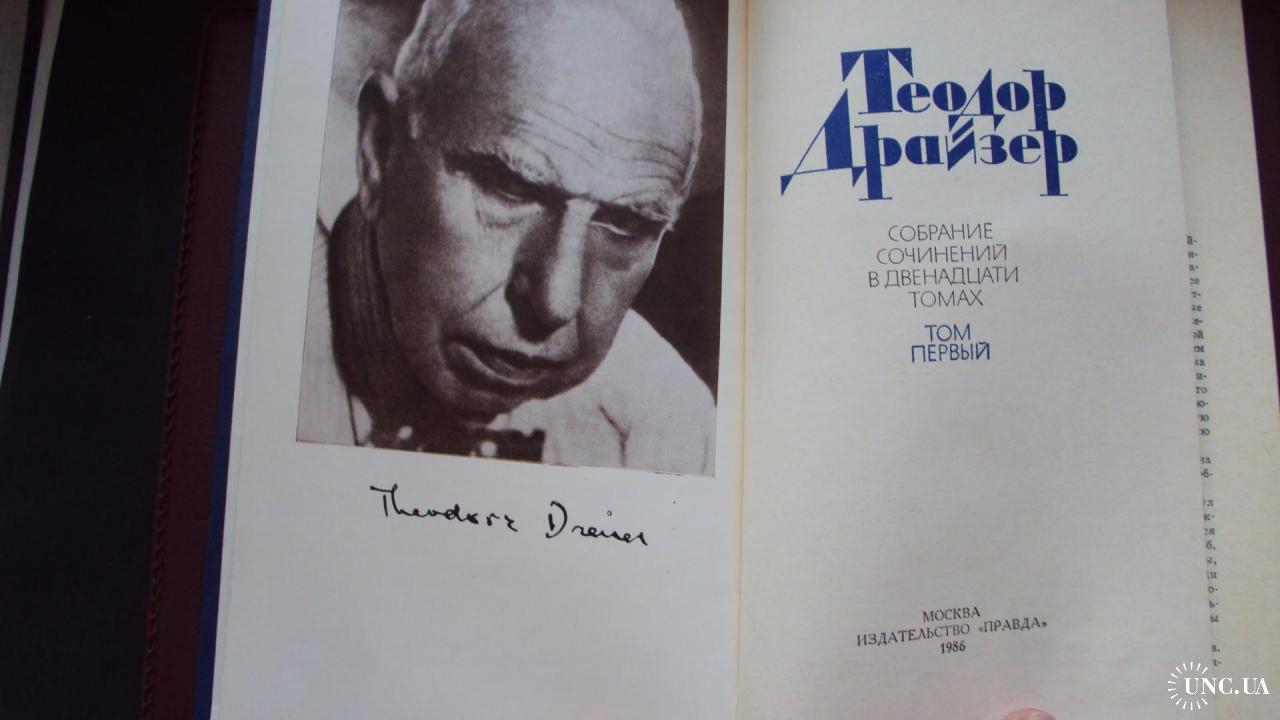 Theodore Dreiser
Теодор
Драйзер
СОБРАНИЕ
СОЧИНЕНИЙ
В ДВЕНАДЦАТИ
ТОМАХ
ТОМ
ПЕРВЫЙ
МОСКВА
ИЗДАТЕЛЬСТВО «ПРАВДА»
1986
UNC.UA